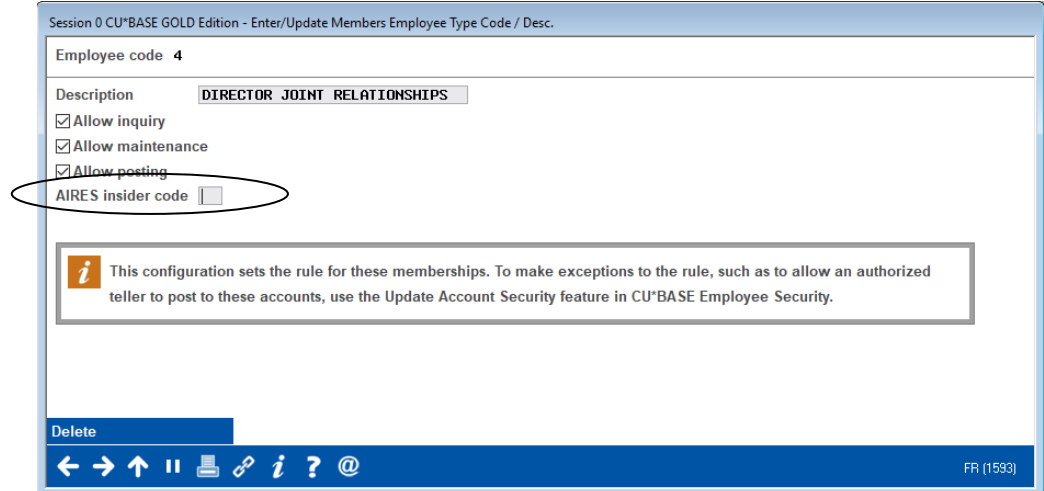 Session 0 CU*BASE GOLD Edition - Enter/Update Members Employee Type Code / Desc.
Employee code 4
Description DIRECTOR JOINT RELATIONSHIPS
Allow inquiry
Allow maintenance
Allow posting
AIRES insider code
i This configuration sets the rule for these memberships. To make exceptions to the rule, such as to allow an authorized
teller to post to these accounts, use the Update Account Security feature in CU*BASE Employee Security.
Delete
i ? @ FR (1593)